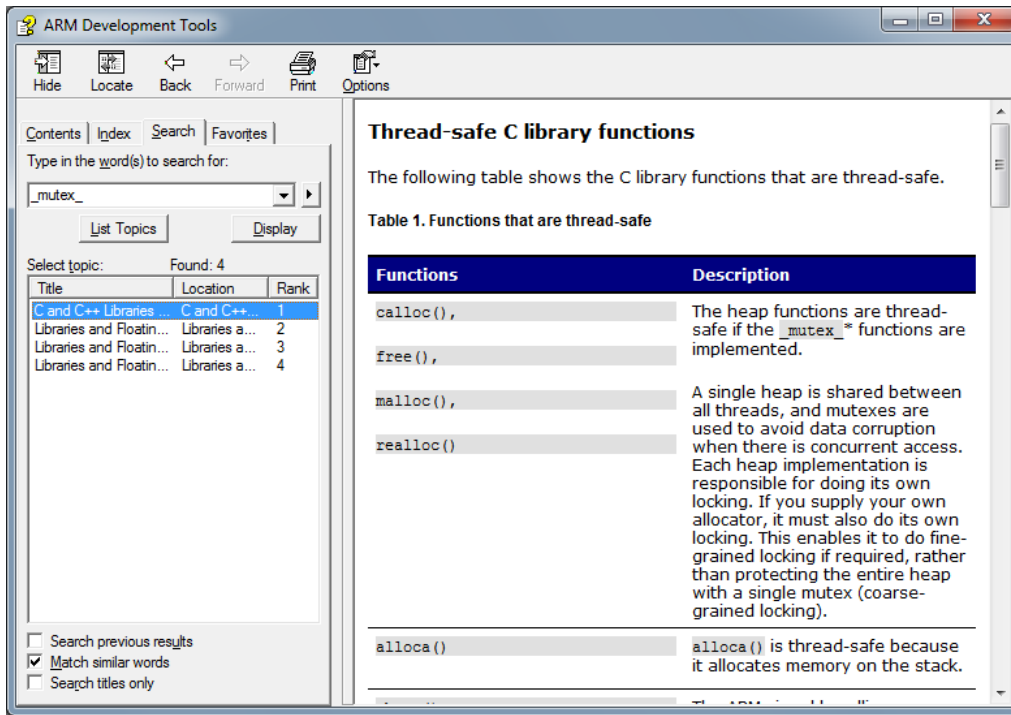 ARM Development Tools
Hide Locate Back Forward Print Options
Contents Index Search Favorites
Type in the word(s) to search for:
_mutex_
List Topics Display
Select topic: Found: 4
Title Location Rank
C and C++ Libraries ... C and C++... 1
Libraries and Floatin... Libraries a... 2
Libraries and Floatin... Libraries a... 3
Libraries and Floatin... Libraries a... 4
Search previous results
Match similar words
Search titles only
Thread-safe C library functions
The following table shows the C library functions that are thread-safe.
Table 1. Functions that are thread-safe
Functions Description
calloc(),
free(),
malloc(),
realloc()
The heap functions are thread-
safe if the _mutex_* functions are
implemented.
A single heap is shared between
all threads, and mutexes are
used to avoid data corruption
when there is concurrent access.
Each heap implementation is
responsible for doing its own
locking. If you supply your own
allocator, it must also do its own
locking. This enables it to do fine-
grained locking if required, rather
than protecting the entire heap
with a single mutex (coarse-
grained locking).
alloca()
alloca() is thread-safe because
it allocates memory on the stack.